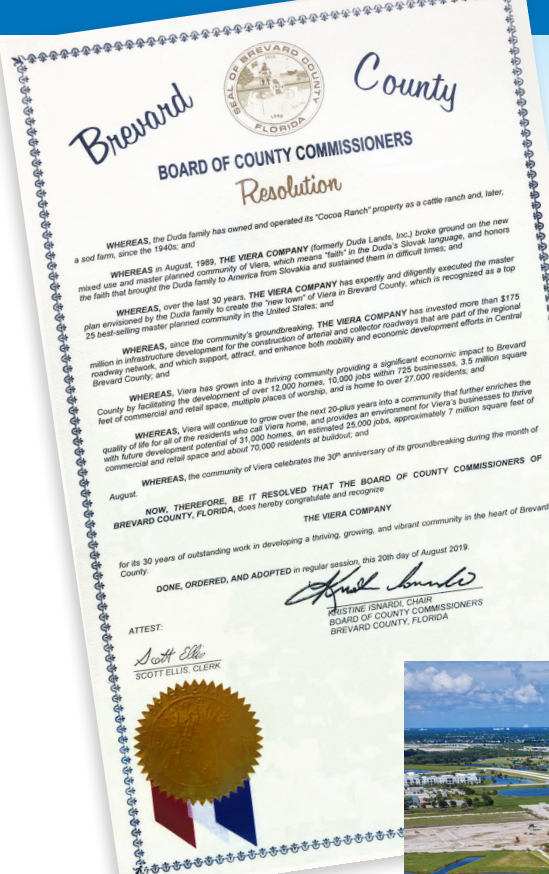 SEAL OF BREVARD COUNTY
FLORIDA
Brevard County
BOARD OF COUNTY COMMISSIONERS
Resolution
WHEREAS, the Duda family has owned and operated its "Cocoa Ranch" property as a cattle ranch and, later,
a sod farm, since the 1940s; and
WHEREAS in August, 1989, THE VIERA COMPANY (formerly Duda Lands, Inc.) broke ground on the new
mixed use and master planned community of Viera, which means "faith" in the Duda's Slovak language, and honors
the faith that brought the Duda family to America from Slovakia and sustained them in difficult times; and
WHEREAS, over the last 30 years, THE VIERA COMPANY has expertly and diligently executed the master
plan envisioned by the Duda family to create the "new town" of Viera in Brevard County, which is recognized as a top
25 best-selling master planned community in the United States; and
WHEREAS, since the community's groundbreaking, THE VIERA COMPANY has invested more than $175
million in infrastructure development for the construction of arterial and collector roadways that are part of the regional
roadway network, and which support, attract, and enhance both mobility and economic development efforts in Central
Brevard County; and
WHEREAS, Viera has grown into a thriving community providing a significant economic impact to Brevard
County by facilitating the development of over 12,000 homes, 10,000 jobs within 725 businesses, 3.5 million square
feet of commercial and retail space, multiple places of worship, and is home to over 27,000 residents; and
WHEREAS, Viera will continue to grow over the next 20-plus years into a community that further enriches the
quality of life for all of the residents who call Viera home, and provides an environment for Viera's businesses to thrive
with future development potential of 31,000 homes, an estimated 25,000 jobs, approximately 7 million square feet of
commercial and retail space and about 70,000 residents at buildout; and
WHEREAS, the community of Viera celebrates the 30th anniversary of its groundbreaking during the month of
August.
NOW, THEREFORE, BE IT RESOLVED THAT THE BOARD OF COUNTY COMMISSIONERS OF
BREVARD COUNTY, FLORIDA, does hereby congratulate and recognize
THE VIERA COMPANY
for its 30 years of outstanding work in developing a thriving, growing, and vibrant community in the heart of Brevard
County.
DONE, ORDERED, AND ADOPTED in regular session, this 20th day of August 2019.
KRISTINE ISNARDI, CHAIR
BOARD OF COUNTY COMMISSIONERS
BREVARD COUNTY, FLORIDA
ATTEST:
Scott Ellis
SCOTT ELLIS, CLERK